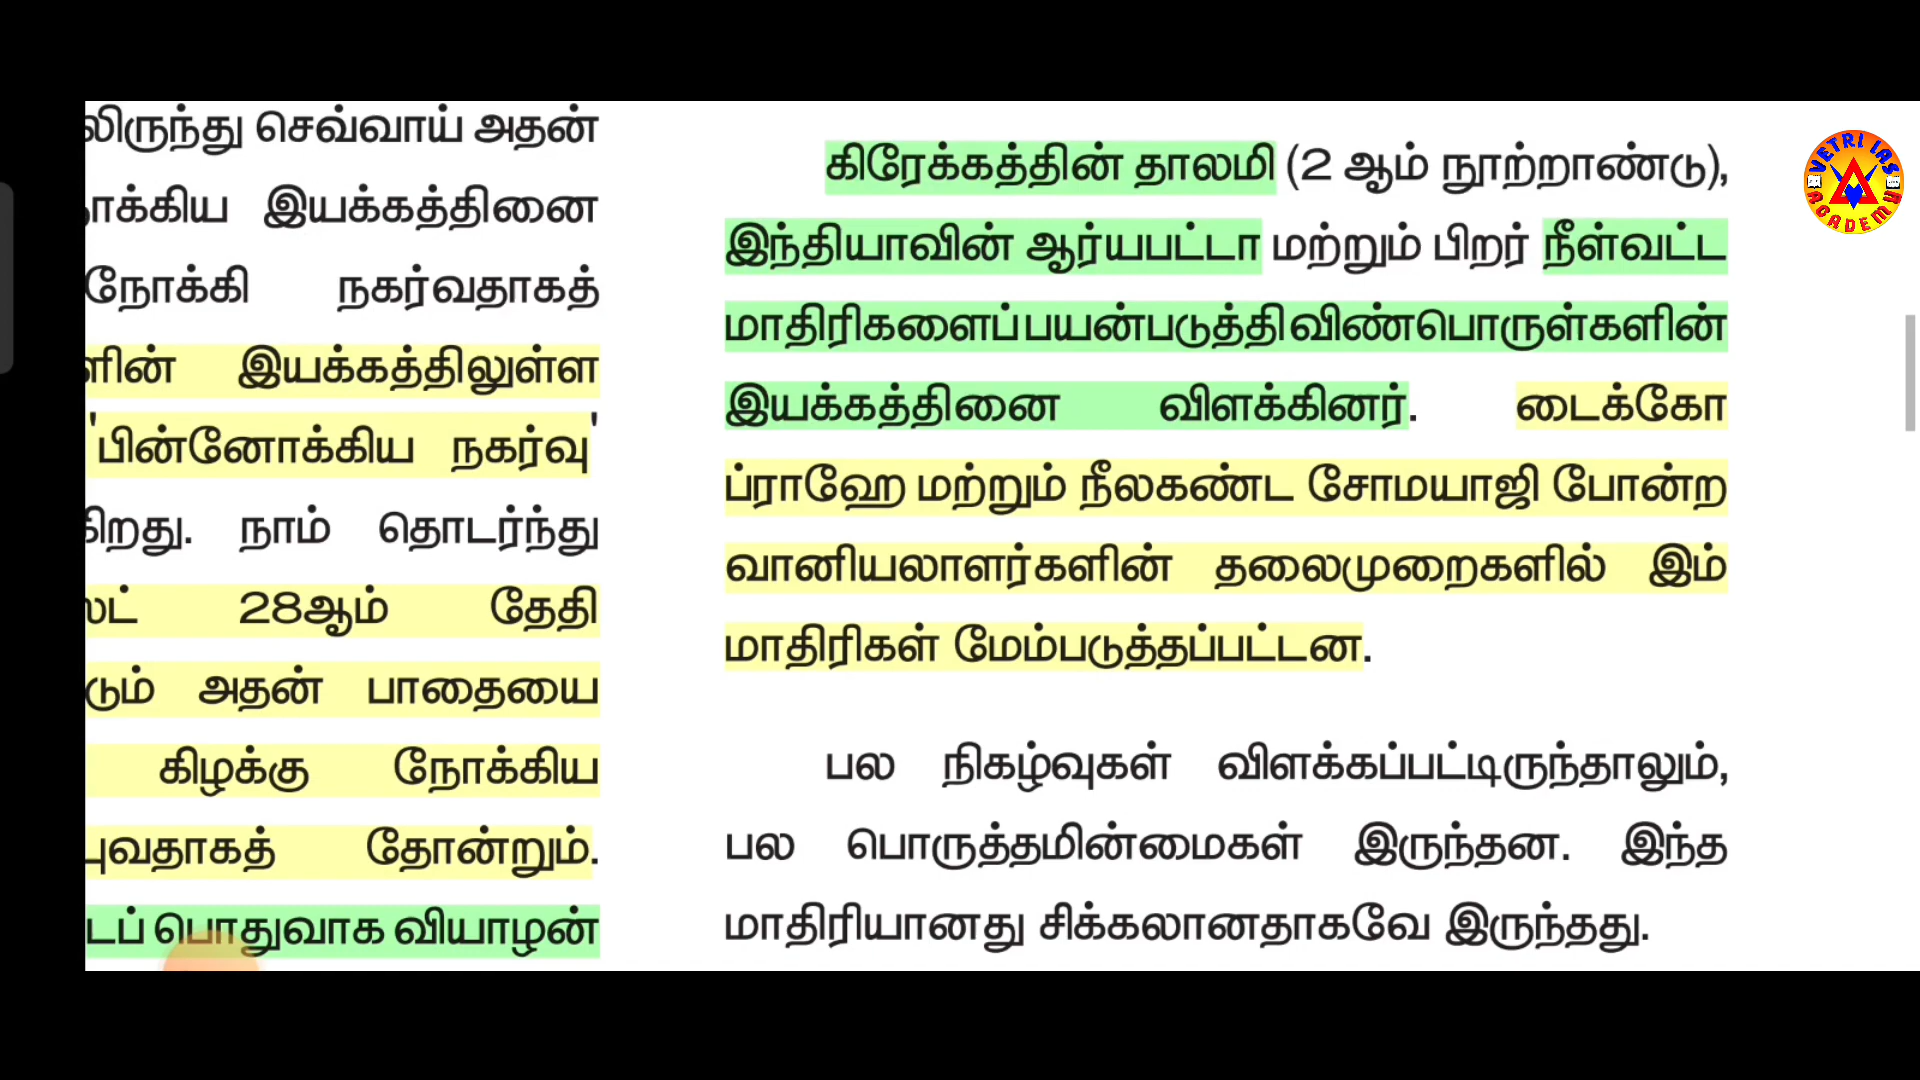 செவ்வாய் அதன்
இயக்கத்தினை
நோக்கி நகர்வதாகத்
இயக்கத்திலுள்ள
'பின்னோக்கிய நகர்வு'
நாம் தொடர்ந்து
28ஆம் தேதி
அதன் பாதையை
கிழக்கு நோக்கிய
தோன்றும்.
பொதுவாக வியாழன்
கிரேக்கத்தின் தாலமி (2 ஆம் நூற்றாண்டு),
இந்தியாவின் ஆர்யபட்டா மற்றும் பிறர் நீள்வட்ட
மாதிரிகளைப் பயன்படுத்தி விண்பொருள்களின்
இயக்கத்தினை விளக்கினர். டைக்கோ
ப்ராஹே மற்றும் நீலகண்ட சோமயாஜி போன்ற
வானியலாளர்களின் தலைமுறைகளில் இம்
மாதிரிகள் மேம்படுத்தப்பட்டன.
பல நிகழ்வுகள் விளக்கப்பட்டிருந்தாலும்,
பல பொருத்தமின்மைகள் இருந்தன. இந்த
மாதிரியானது சிக்கலானதாகவே இருந்தது.
VETRI IAS
ACADEMY